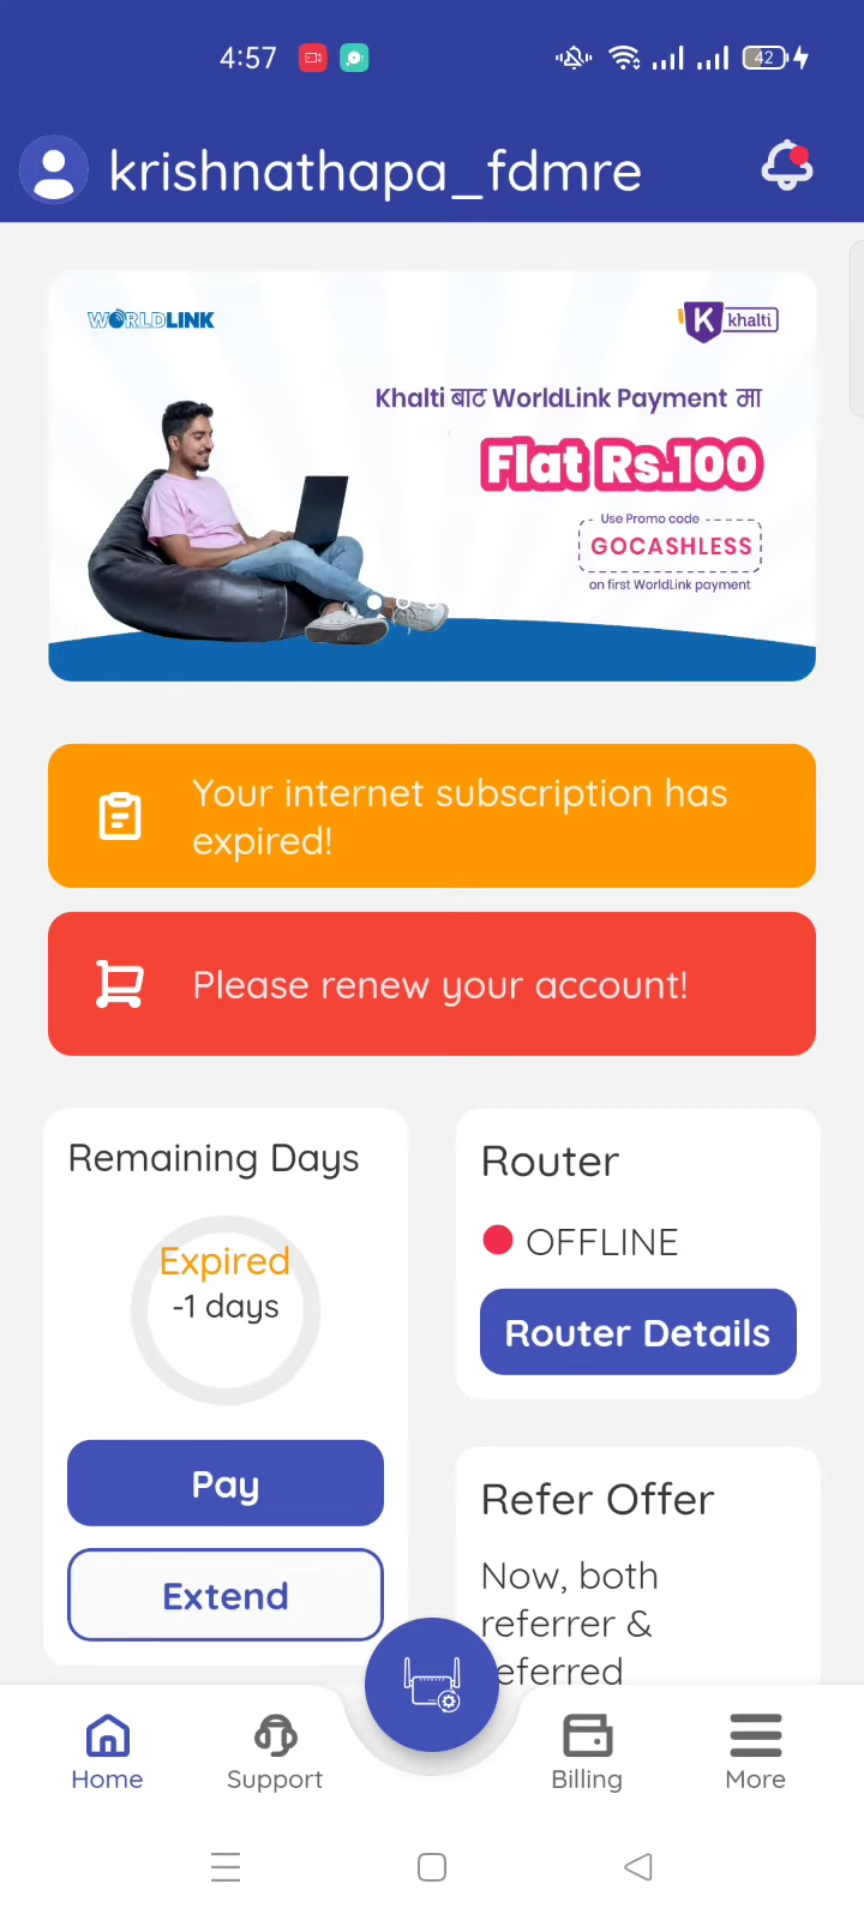 4:57
42
krishnathapa_fdmre
WORLDLINK
K khalti
Khalti बाट WorldLink Payment मा
Flat Rs.100
Use Promo code
GOCASHLESS
on first WorldLink payment
Your internet subscription has
expired!
Please renew your account!
Remaining Days
Expired
-1 days
Pay
Extend
Router
OFFLINE
Router Details
Refer Offer
Now, both
referrer &
eferred
Home
Support
Billing
More